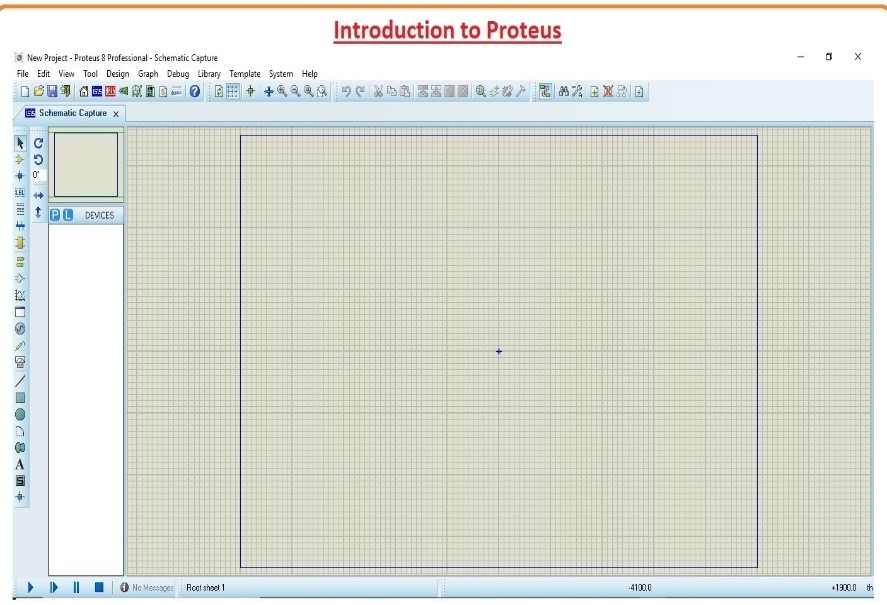 Introduction to Proteus
New Project - Proteus 8 Professional - Schematic Capture
File Edit View Tool Design Graph Debug Library Template System Help
Schematic Capture x
0°
P L DEVICES
LBL
A
S
No Messages Root sheet 1 -4100.0 +1900.0 th